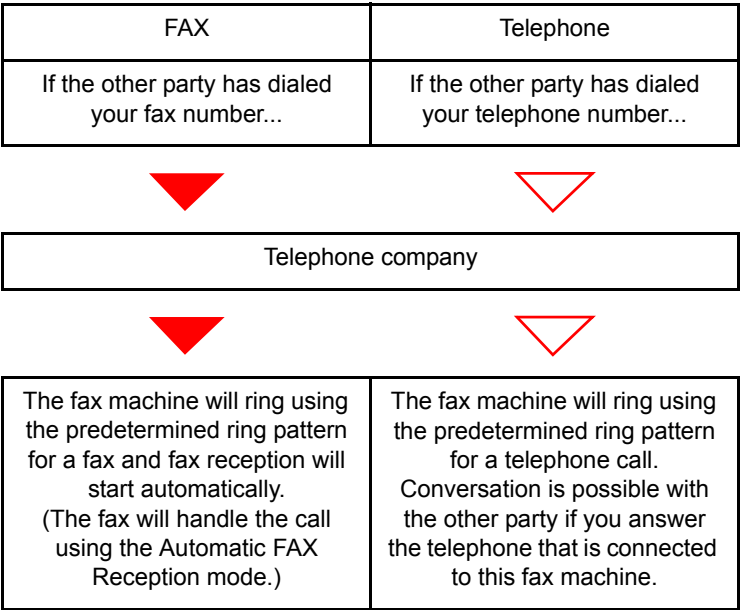 FAX
Telephone
If the other party has dialed
your fax number...
If the other party has dialed
your telephone number...
Telephone company
The fax machine will ring using
the predetermined ring pattern
for a fax and fax reception will
start automatically.
(The fax will handle the call
using the Automatic FAX
Reception mode.)
The fax machine will ring using
the predetermined ring pattern
for a telephone call.
Conversation is possible with
the other party if you answer
the telephone that is connected
to this fax machine.